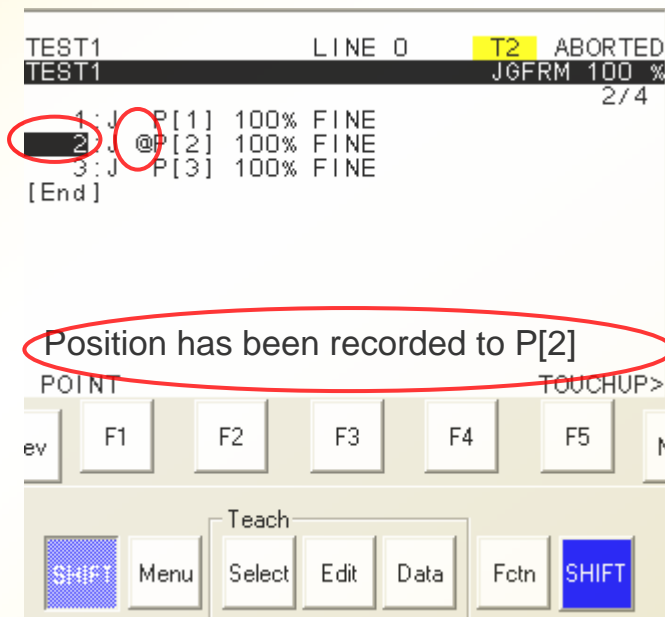 TEST1 LINE 0 T2 ABORTED
TEST1 JGFRM 100 %
2/4
1:J P[1] 100% FINE
2:J @P[2] 100% FINE
3:J P[3] 100% FINE
[End]
Position has been recorded to P[2]
POINT TOUCHUP>
ev F1 F2 F3 F4 F5
Teach
SHIFT Menu Select Edit Data Fctn SHIFT